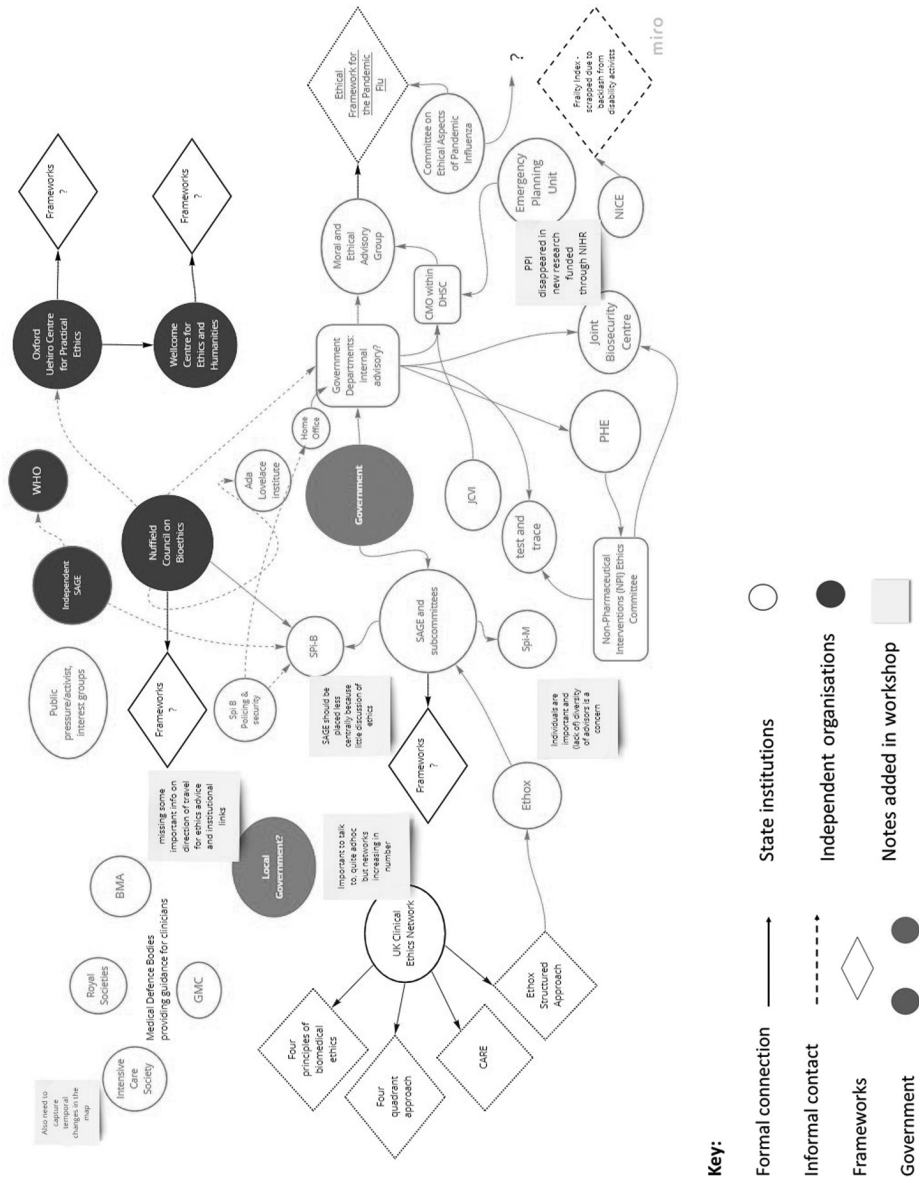 Also need to
capture
temporal
changes in the
map
Intensive
Care
Society
Royal
Societies
BMA
GMC
Medical Defence Bodies
providing guidance for clinicians
missing some
important info on
direction of travel
for ethics advice
and institutional
links
Local
Government?
Important to talk
to, quite adhoc
but networks
increasing in
number
UK Clinical
Ethics Network
Four
principles of
biomedical
ethics
Four
quadrant
approach
CARE
Ethox
Structured
Approach
Ethox
Individuals are
important and
(lack of) diversity
of advisors is a
concern
Public
pressure/activist,
interest groups
Independent
SAGE
WHO
Nuffield
Council on
Bioethics
Frameworks
?
Spi B
Policing &
security
SPI-B
SAGE should be
placed less
centrally because
little discussion of
ethics
SAGE and
subcommittees
Frameworks
?
Spi-M
Ada
Lovelace
institute
Home
Office
Government
Government
Departments:
internal
advisory?
JCVI
test and
trace
Non-Pharmaceutical
Interventions (NPI) Ethics
Committee
PHE
Joint
Biosecurity
Centre
Oxford
Uehiro Centre
for Practical
Ethics
Frameworks
?
Wellcome
Centre for
Ethics and
Humanities
Frameworks
?
Moral and
Ethical
Advisory
Group
CMO within
DHSC
PPI
disappeared in
new research
funded
through NIHR
Ethical
Framework for
the Pandemic
Flu
Committee on
Ethical Aspects
of Pandemic
Influenza
?
Emergency
Planning
Unit
NICE
Frailty Index -
scrapped due to
backlash from
disability activists
miro
Key:
Formal connection
State institutions
Informal contact
Independent organisations
Frameworks
Notes added in workshop
Government